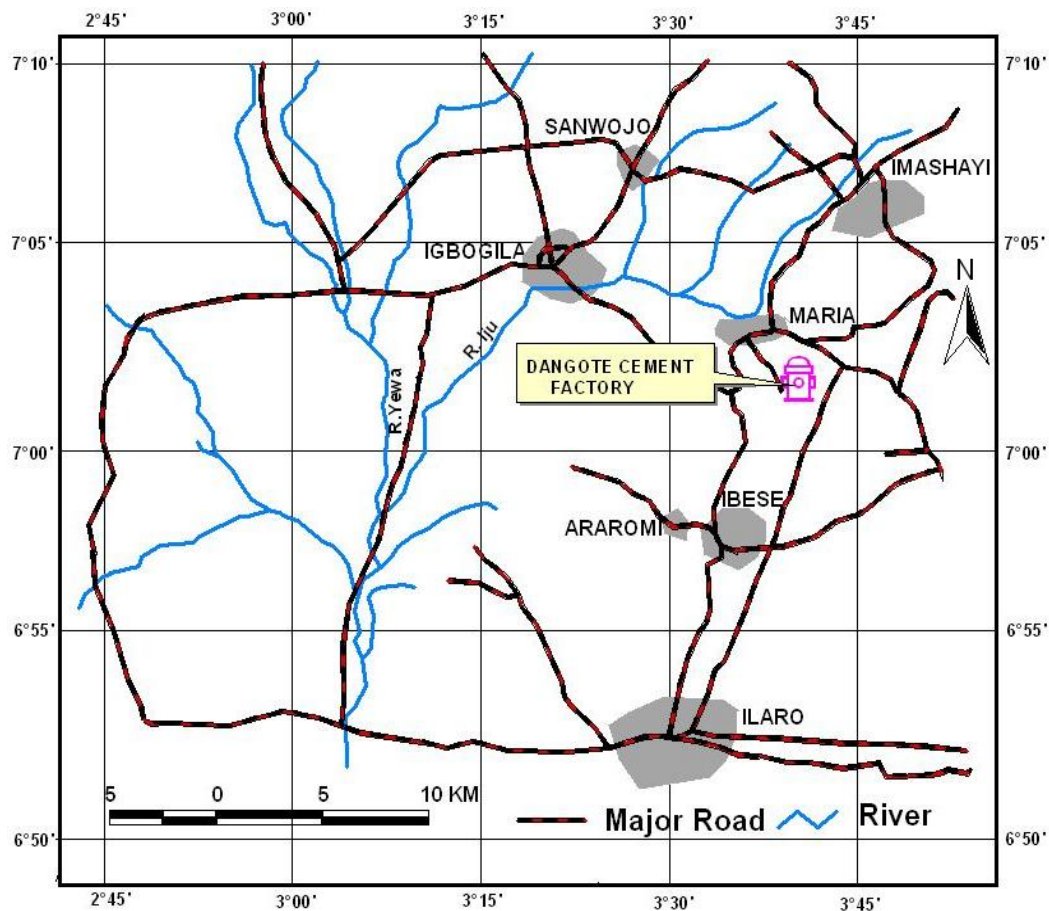 2°45' 3°00' 3°15' 3°30' 3°45'
7°10' 7°10'
SANWOJO
IMASHAYI
7°05' 7°05'
IGBOGILA
N
MARIA
R. Iju
DANGOTE CEMENT
FACTORY
R.Yewa
7°00' 7°00'
IBESE
ARAROMI
6°55' 6°55'
ILARO
5 0 5 10 KM
Major Road River
6°50' 6°50'
2°45' 3°00' 3°15' 3°30' 3°45'